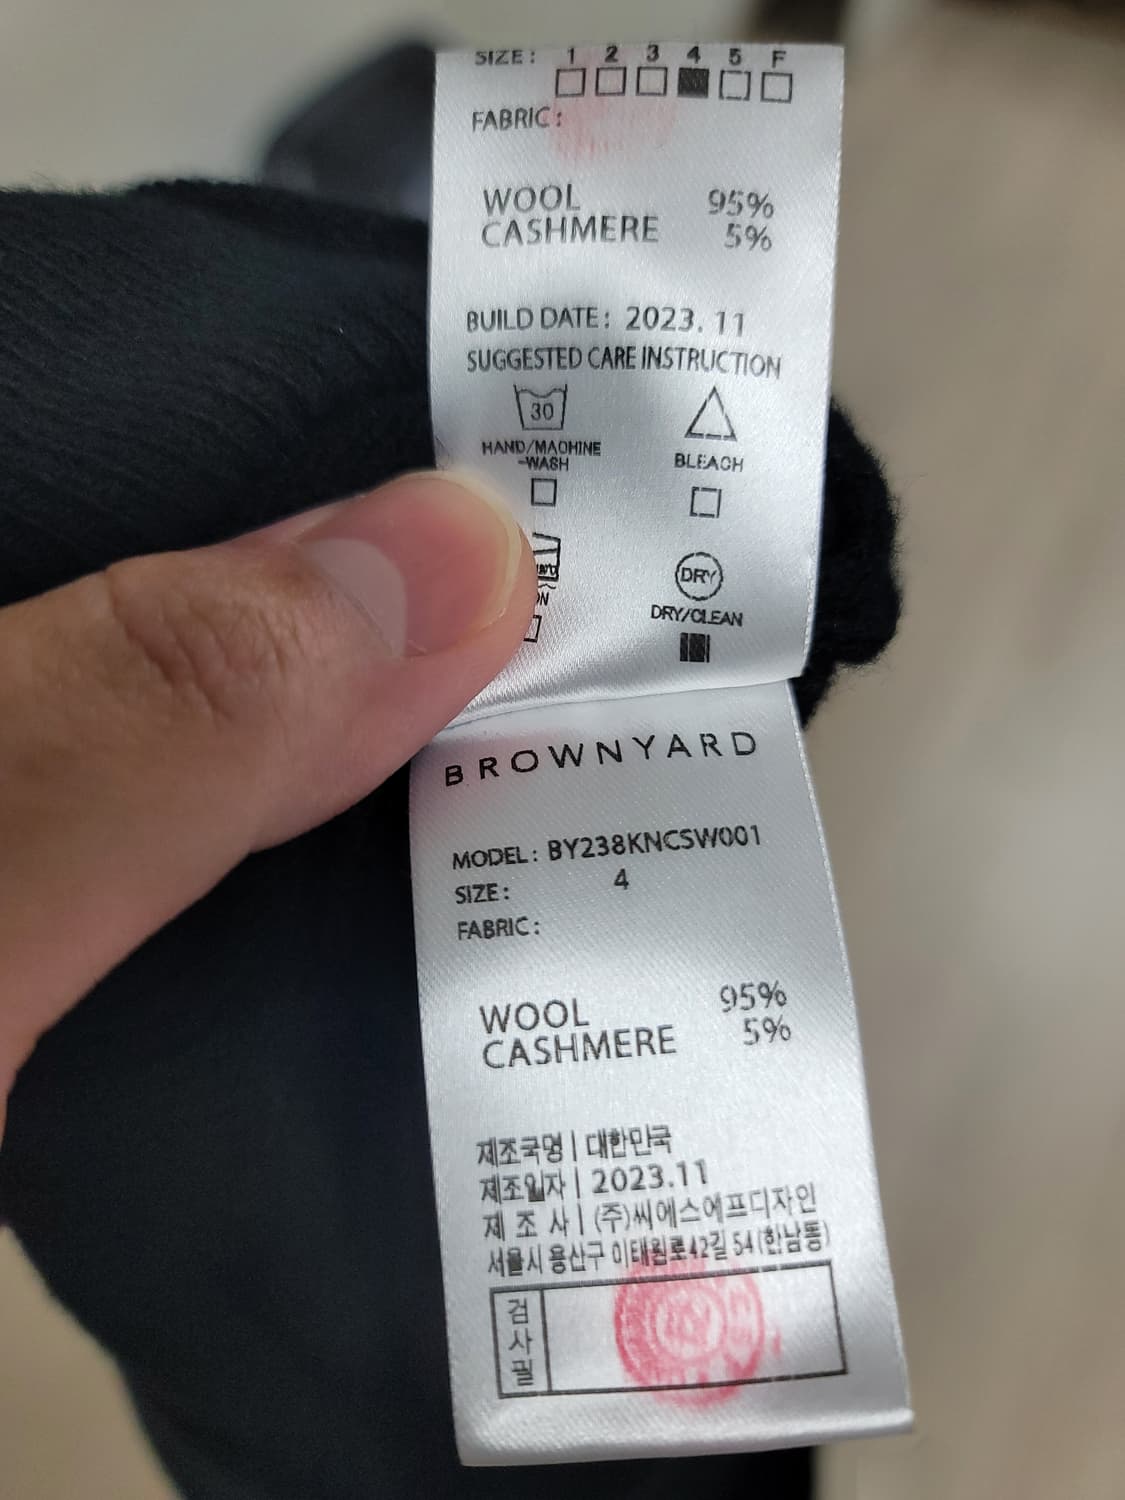 SIZE: 1 2 3 4 5 F
FABRIC:
WOOL 95%
CASHMERE 5%
BUILD DATE: 2023.11
SUGGESTED CARE INSTRUCTION
30
HAND/MACHINE BLEACH
-WASH
DRY
DRY/CLEAN
BROWNYARD
MODEL: BY238KNCSW001
SIZE: 4
FABRIC:
WOOL 95%
CASHMERE 5%
제조국명 | 대한민국
제조일자 | 2023.11
제 조 사 | (주)씨에스에프디자인
서울시 용산구 이태원로42길 54(한남동)
검사필